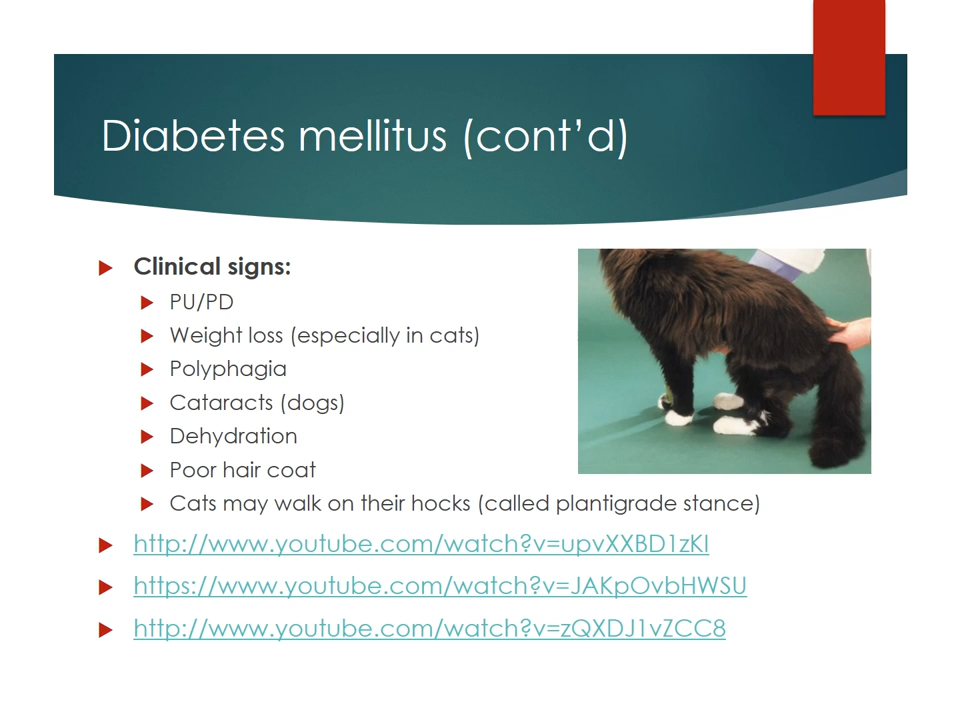 Diabetes mellitus (cont’d)
Clinical signs:
PU/PD
Weight loss (especially in cats)
Polyphagia
Cataracts (dogs)
Dehydration
Poor hair coat
Cats may walk on their hocks (called plantigrade stance)
http://www.youtube.com/watch?v=upvXXBD1zKI
https://www.youtube.com/watch?v=JAKpOvbHWSU
http://www.youtube.com/watch?v=zQXDJ1vZCC8